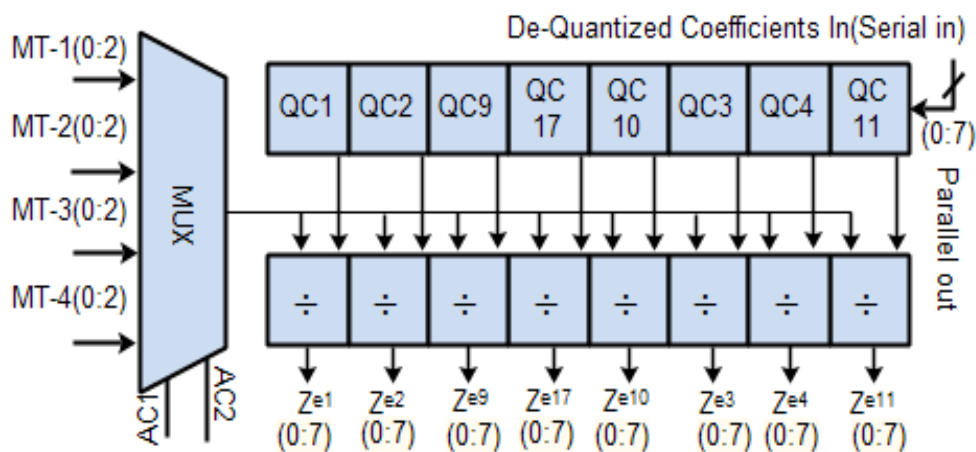 De-Quantized Coefficients In(Serial in)
MT-1(0:2)
MT-2(0:2)
MT-3(0:2)
MT-4(0:2)
MUX
AC1
AC2
QC1
QC2
QC9
QC
17
QC
10
QC3
QC4
QC
11
(0:7)
Parallel out
÷ ÷ ÷ ÷ ÷ ÷ ÷ ÷
Ze1 Ze2 Ze9 Ze17 Ze10 Ze3 Ze4 Ze11
(0:7) (0:7) (0:7) (0:7) (0:7) (0:7) (0:7) (0:7)